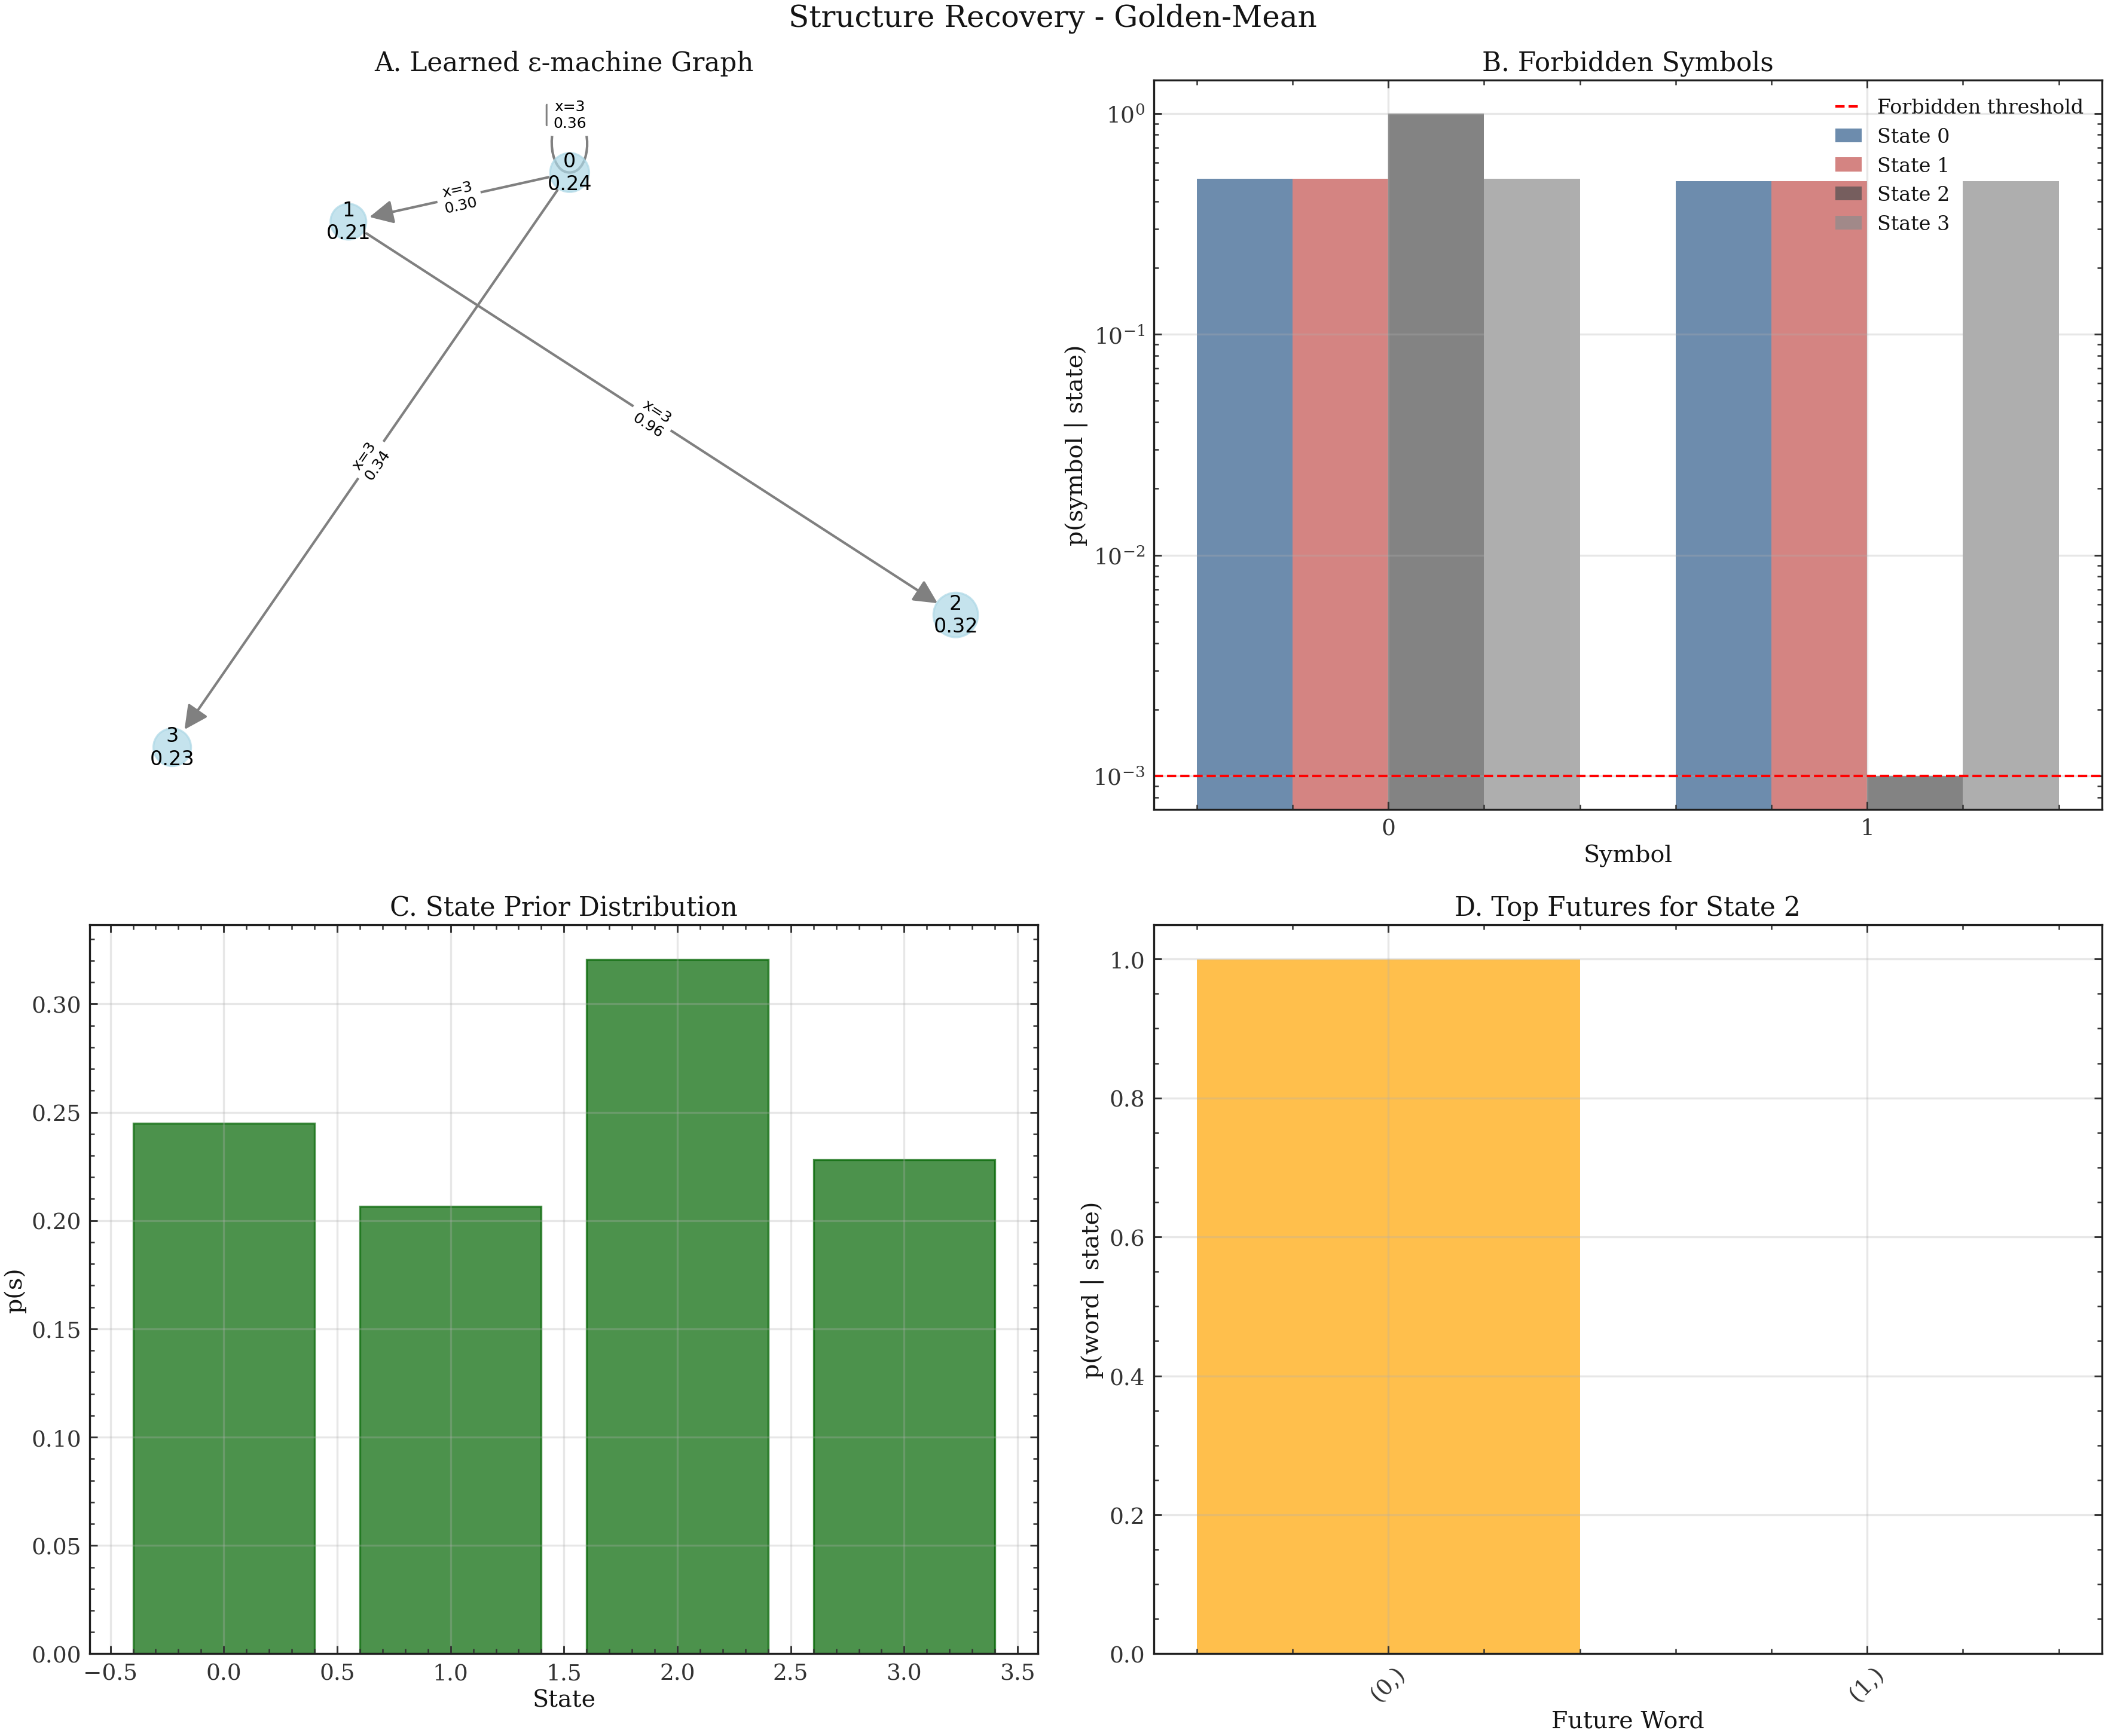 Structure Recovery - Golden-Mean
A. Learned ε-machine Graph
x=3
0.36
0
0.24
x=3
0.30
1
0.21
x=3
0.96
x=3
0.34
2
0.32
3
0.23
B. Forbidden Symbols
Forbidden threshold
State 0
State 1
State 2
State 3
10⁰
10⁻¹
10⁻²
10⁻³
p(symbol | state)
0 1
Symbol
C. State Prior Distribution
0.30
0.25
0.20
0.15
0.10
0.05
0.00
p(s)
−0.5 0.0 0.5 1.0 1.5 2.0 2.5 3.0 3.5
State
D. Top Futures for State 2
1.0
0.8
0.6
0.4
0.2
0.0
p(word | state)
(0,) (1,)
Future Word